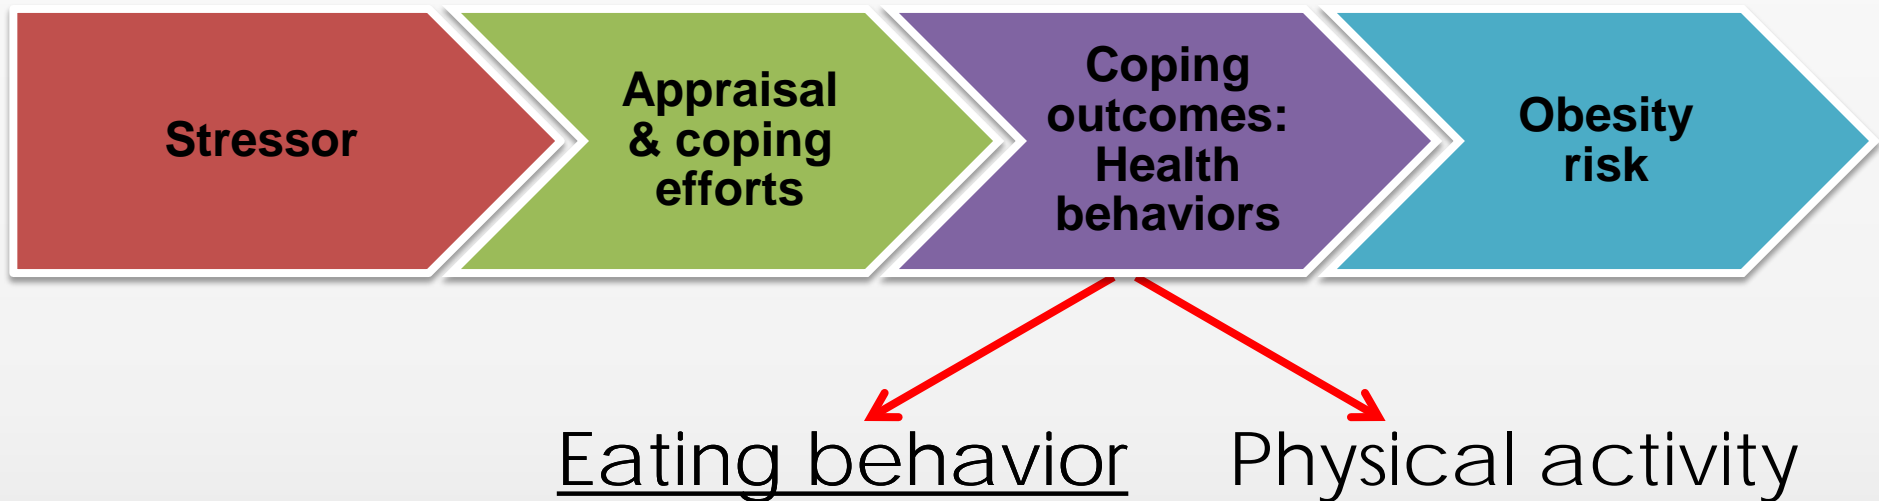 Stressor
Appraisal
& coping
efforts
Coping
outcomes:
Health
behaviors
Obesity
risk
Eating behavior
Physical activity